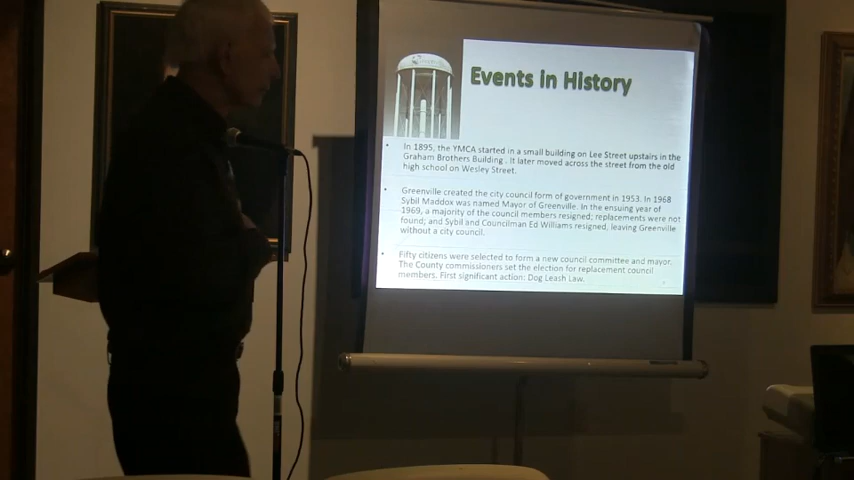 Events in History
• In 1895, the YMCA started in a small building on Lee Street upstairs in the
Graham Brothers Building . It later moved across the street from the old
high school on Wesley Street.
• Greenville created the city council form of government in 1953. In 1968
Sybil Maddox was named Mayor of Greenville. In the ensuing year of
1969, a majority of the council members resigned; replacements were not
found; and Sybil and Councilman Ed Williams resigned, leaving Greenville
without a city council.
• Fifty citizens were selected to form a new council committee and mayor.
The County commissioners set the election for replacement council
members. First significant action: Dog Leash Law.